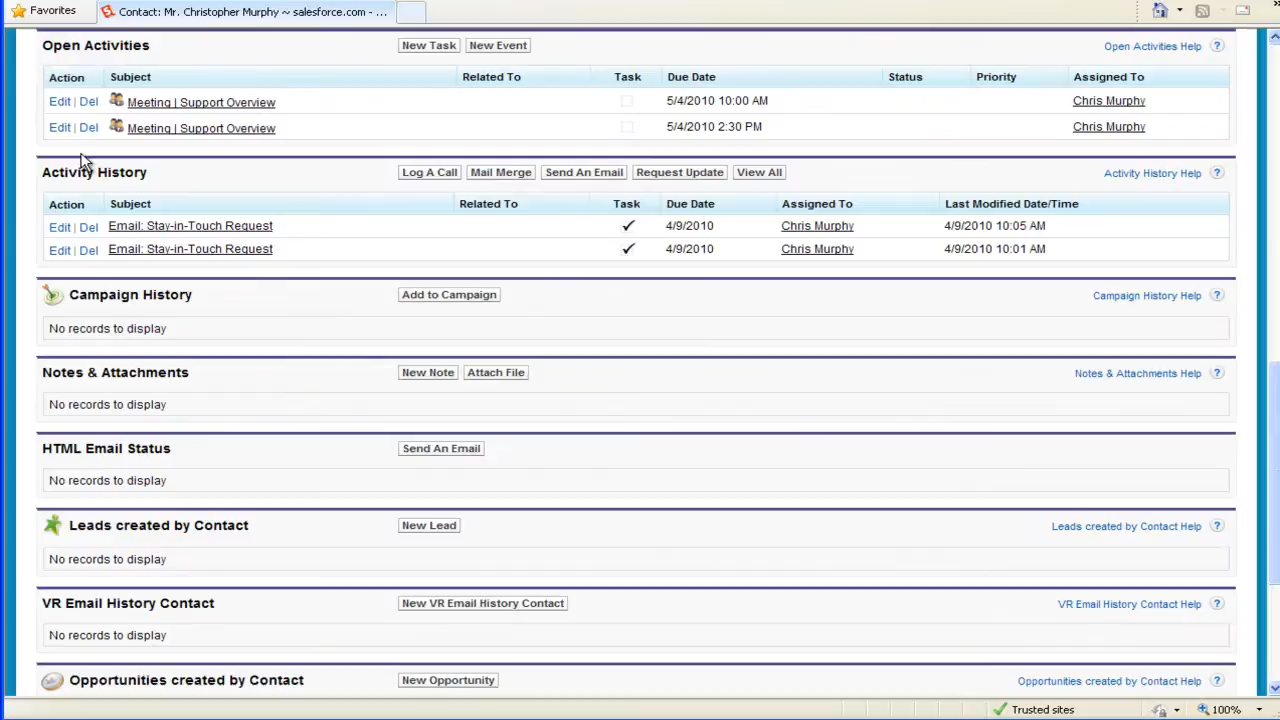 Favorites Contact: Mr. Christopher Murphy ~ salesforce.com - ...
Open Activities New Task New Event Open Activities Help ?
Action Subject Related To Task Due Date Status Priority Assigned To
Edit | Del Meeting | Support Overview 5/4/2010 10:00 AM Chris Murphy
Edit | Del Meeting | Support Overview 5/4/2010 2:30 PM Chris Murphy
Activity History Log A Call Mail Merge Send An Email Request Update View All Activity History Help ?
Action Subject Related To Task Due Date Assigned To Last Modified Date/Time
Edit | Del Email: Stay-in-Touch Request 4/9/2010 Chris Murphy 4/9/2010 10:05 AM
Edit | Del Email: Stay-in-Touch Request 4/9/2010 Chris Murphy 4/9/2010 10:01 AM
Campaign History Add to Campaign Campaign History Help ?
No records to display
Notes & Attachments New Note Attach File Notes & Attachments Help ?
No records to display
HTML Email Status Send An Email
No records to display
Leads created by Contact New Lead Leads created by Contact Help ?
No records to display
VR Email History Contact New VR Email History Contact VR Email History Contact Help ?
No records to display
Opportunities created by Contact New Opportunity Opportunities created by Contact Help ?
Trusted sites 100%